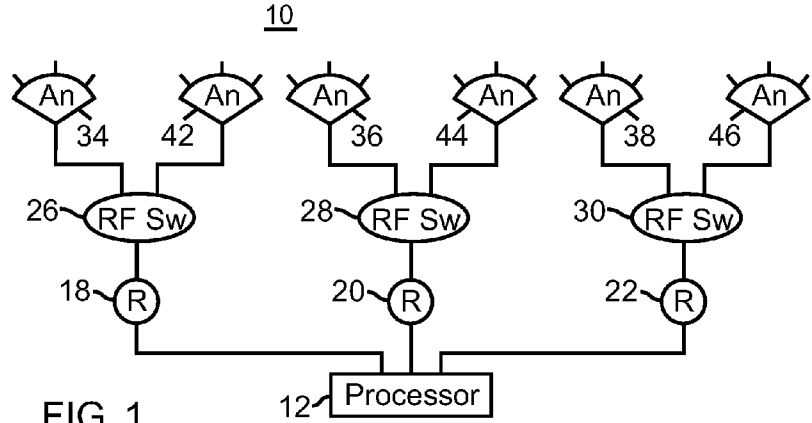 10
An An An An An An
34 42 36 44 38 46
26 RF Sw 28 RF Sw 30 RF Sw
18 R 20 R 22 R
12 Processor
FIG. 1